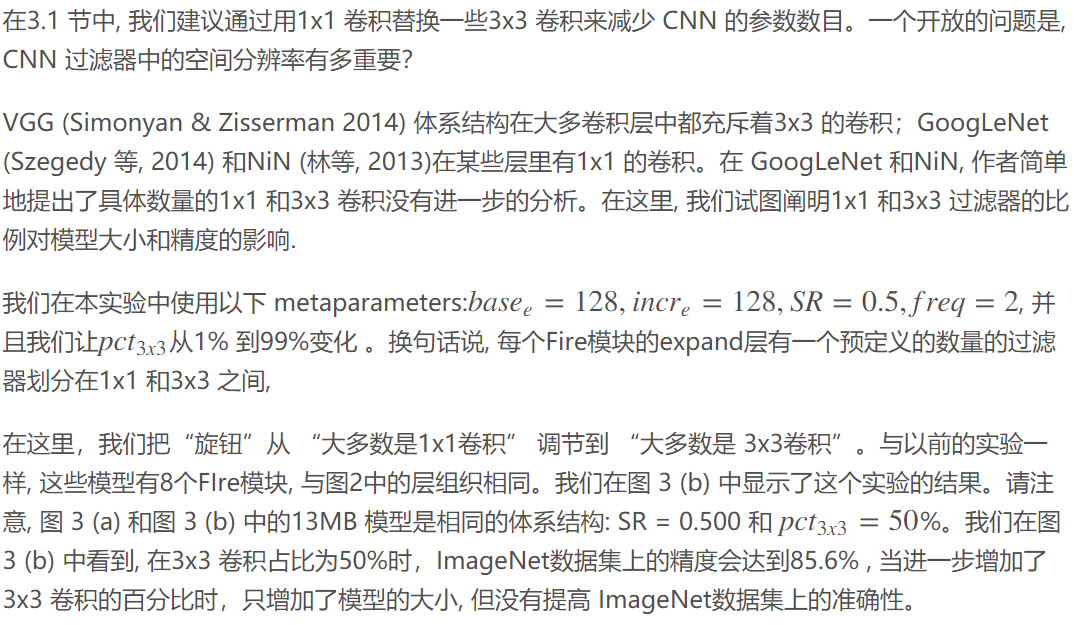 在3.1 节中, 我们建议通过用1x1 卷积替换一些3x3 卷积来减少 CNN 的参数数目。一个开放的问题是,
CNN 过滤器中的空间分辨率有多重要?
VGG (Simonyan & Zisserman 2014) 体系结构在大多卷积层中都充斥着3x3 的卷积；GoogLeNet
(Szegedy 等, 2014) 和NiN (林等, 2013)在某些层里有1x1 的卷积。在 GoogLeNet 和NiN, 作者简单
地提出了具体数量的1x1 和3x3 卷积没有进一步的分析。在这里, 我们试图阐明1x1 和3x3 过滤器的比
例对模型大小和精度的影响.
我们在本实验中使用以下 metaparameters:base_e = 128, incr_e = 128, SR = 0.5, freq = 2, 并
且我们让pct_{3x3}从1% 到99%变化 。换句话说, 每个Fire模块的expand层有一个预定义的数量的过滤
器划分在1x1 和3x3 之间,
在这里，我们把“旋钮”从 “大多数是1x1卷积” 调节到 “大多数是 3x3卷积”。与以前的实验一
样, 这些模型有8个FIre模块, 与图2中的层组织相同。我们在图 3 (b) 中显示了这个实验的结果。请注
意, 图 3 (a) 和图 3 (b) 中的13MB 模型是相同的体系结构: SR = 0.500 和 pct_{3x3} = 50%。我们在图
3 (b) 中看到, 在3x3 卷积占比为50%时，ImageNet数据集上的精度会达到85.6% , 当进一步增加了
3x3 卷积的百分比时，只增加了模型的大小, 但没有提高 ImageNet数据集上的准确性。